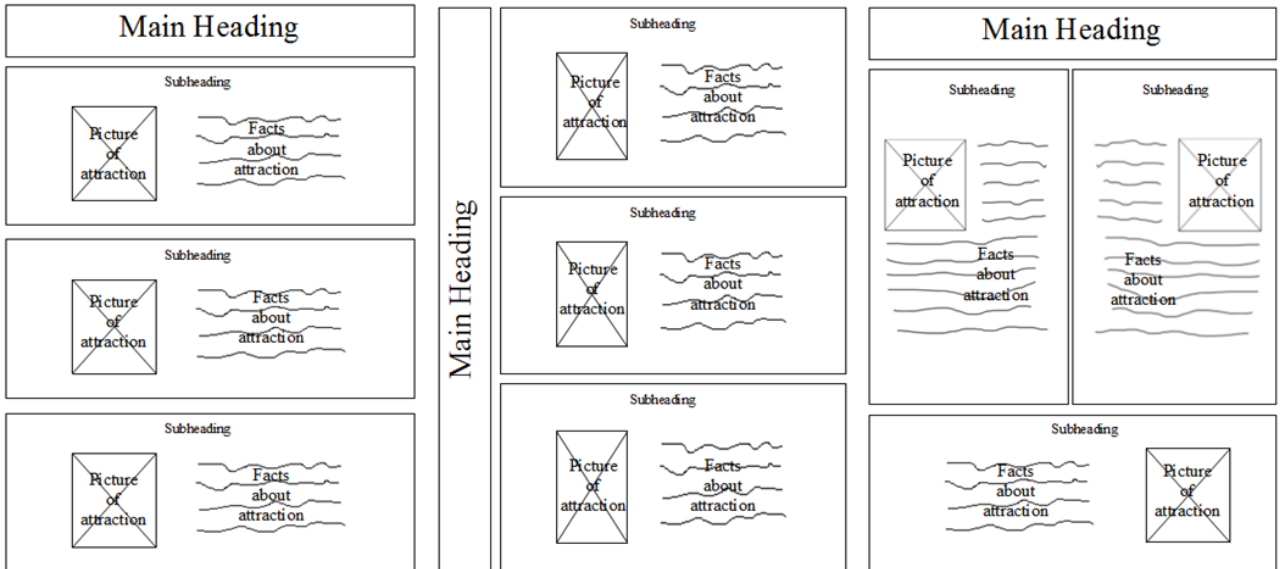 Main Heading
Subheading
Picture
of
attraction
Facts
about
attraction
Subheading
Picture
of
attraction
Facts
about
attraction
Subheading
Picture
of
attraction
Facts
about
attraction
Main Heading
Subheading
Picture
of
attraction
Facts
about
attraction
Subheading
Picture
of
attraction
Facts
about
attraction
Subheading
Picture
of
attraction
Facts
about
attraction
Main Heading
Subheading
Picture
of
attraction
Facts
about
attraction
Subheading
Picture
of
attraction
Facts
about
attraction
Subheading
Facts
about
attraction
Picture
of
attraction